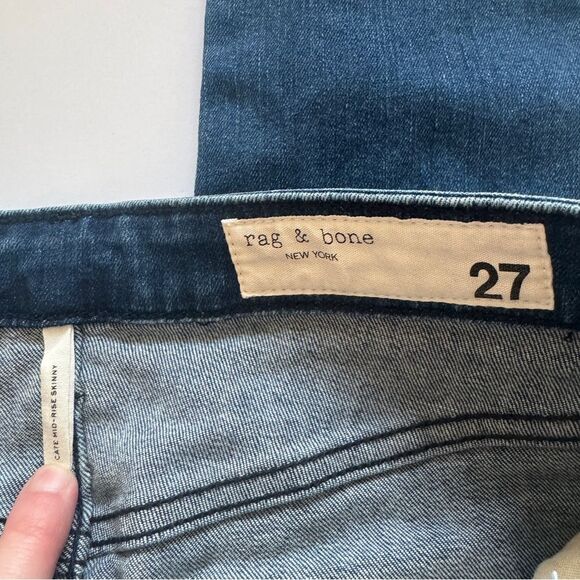 rag & bone
NEW YORK
27
CATE MID-RISE SKINNY